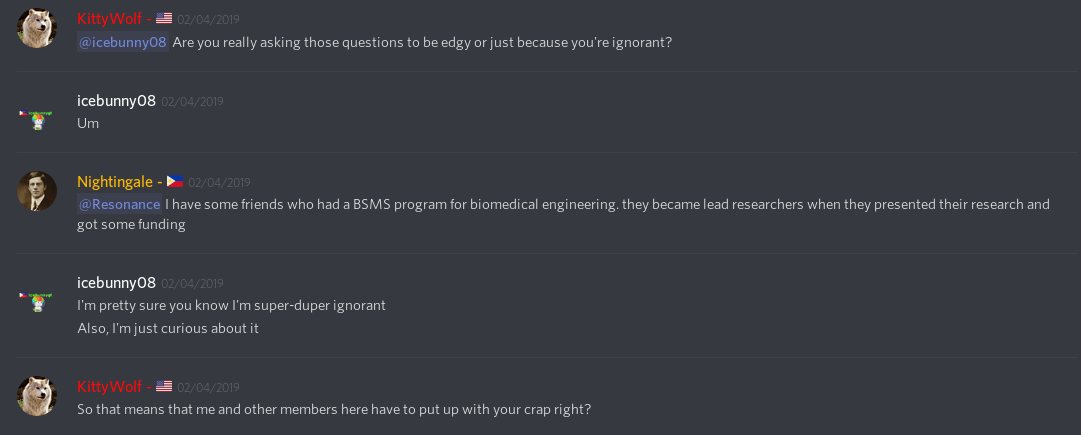 KittyWolf - 02/04/2019
@icebunny08 Are you really asking those questions to be edgy or just because you're ignorant?
icebunny08 02/04/2019
Um
Nightingale - 02/04/2019
@Resonance I have some friends who had a BSMS program for biomedical engineering. they became lead researchers when they presented their research and
got some funding
icebunny08 02/04/2019
I'm pretty sure you know I'm super-duper ignorant
Also, I'm just curious about it
KittyWolf - 02/04/2019
So that means that me and other members here have to put up with your crap right?